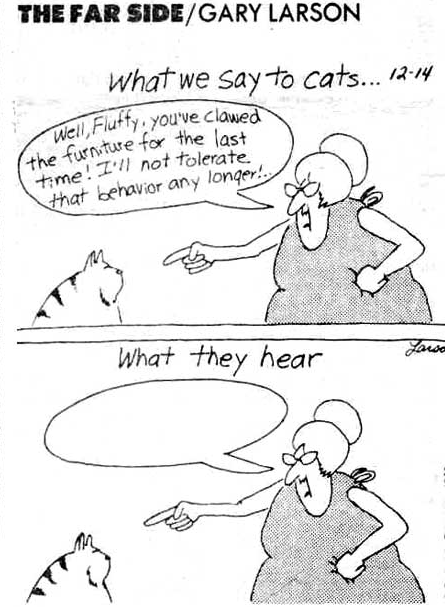 THE FAR SIDE/GARY LARSON
What we say to cats... 12-14
Well, Fluffy, you've clawed
the furniture for the last
time! I'll not tolerate
that behavior any longer!..
What they hear